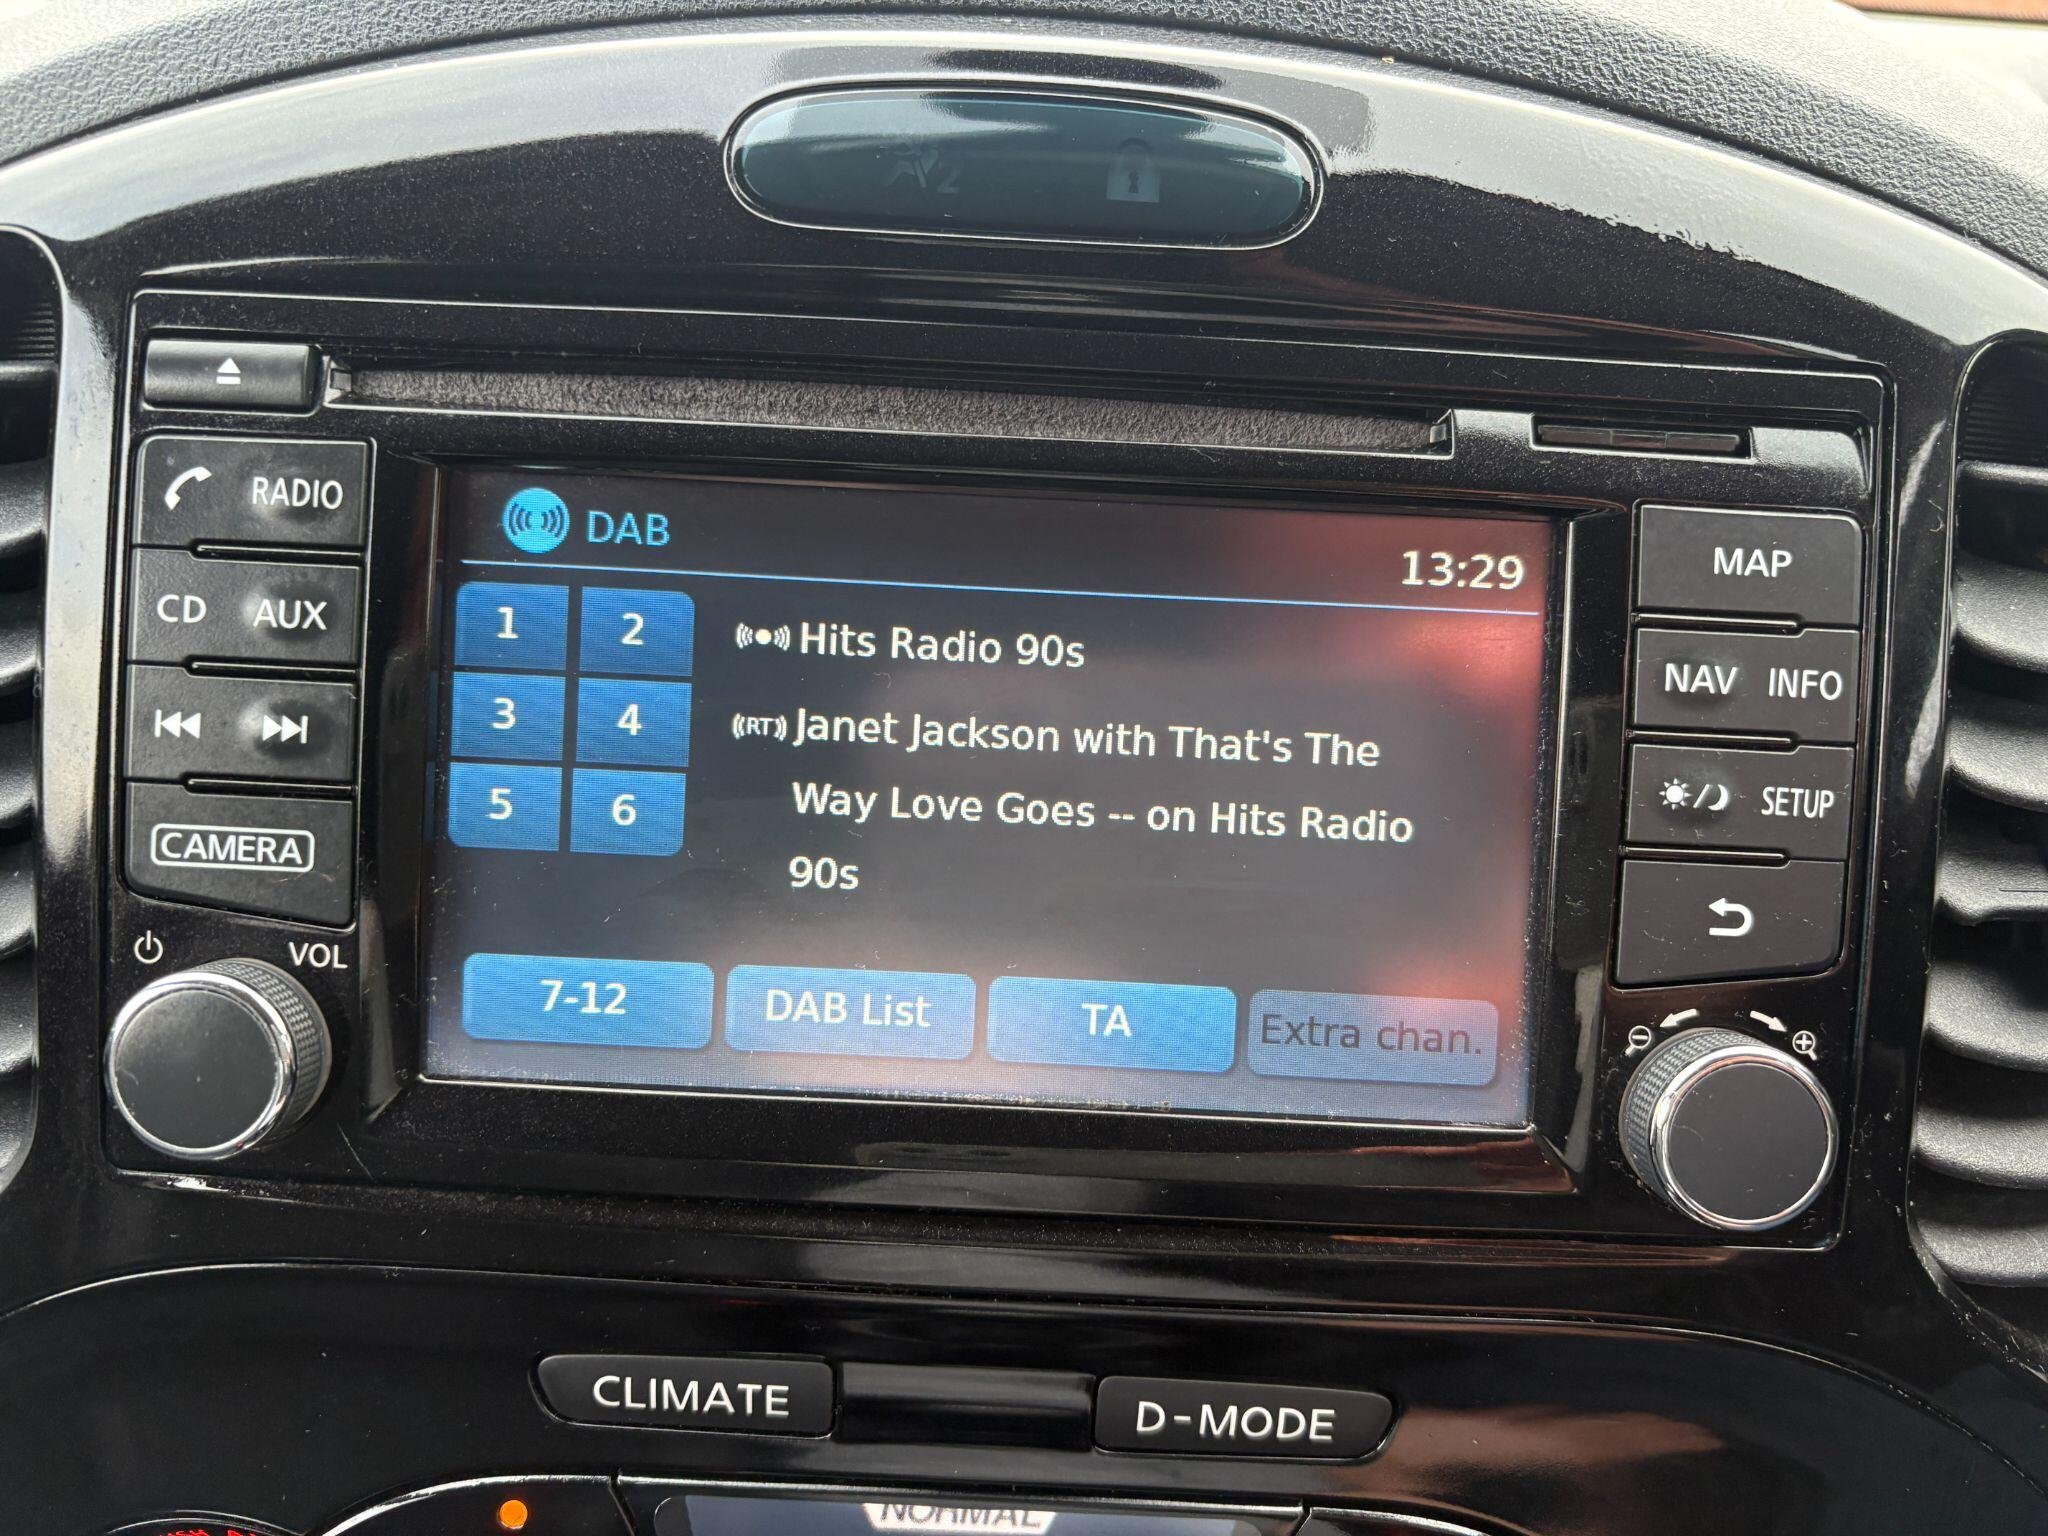 2
RADIO
CD AUX
CAMERA
VOL
DAB
13:29
1 2
3 4
5 6
Hits Radio 90s
(RT) Janet Jackson with That's The
Way Love Goes -- on Hits Radio
90s
7-12 DAB List TA Extra chan.
MAP
NAV INFO
SETUP
CLIMATE D-MODE
NORMAL